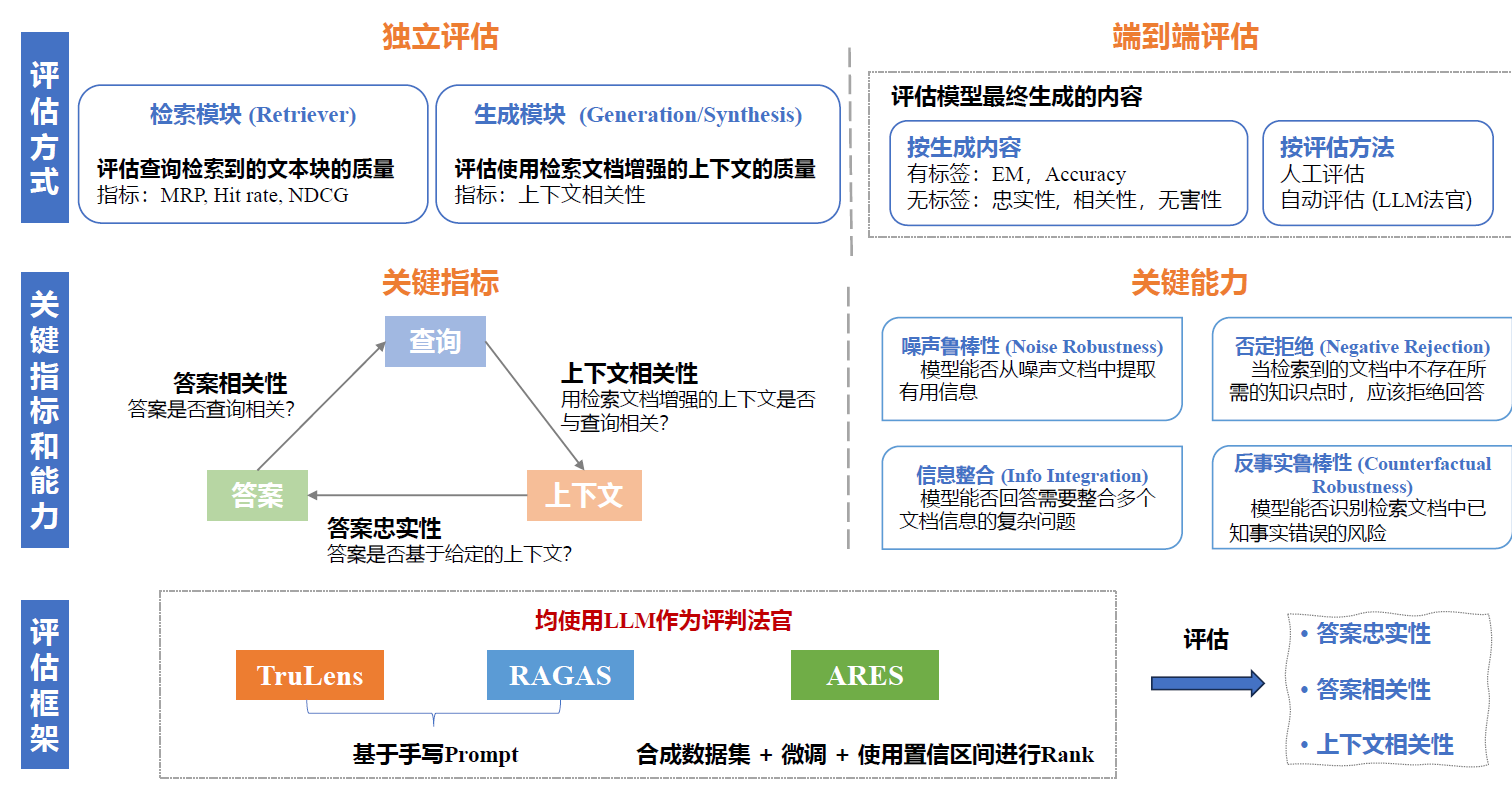 评估方式
独立评估
检索模块 (Retriever)
评估查询检索到的文本块的质量
指标：MRP, Hit rate, NDCG
生成模块 (Generation/Synthesis)
评估使用检索文档增强的上下文的质量
指标：上下文相关性
端到端评估
评估模型最终生成的内容
按生成内容
有标签：EM，Accuracy
无标签：忠实性, 相关性，无害性
按评估方法
人工评估
自动评估 (LLM法官)
关键指标和能力
关键指标
查询
答案相关性
答案是否查询相关?
上下文相关性
用检索文档增强的上下文是否
与查询相关?
答案
上下文
答案忠实性
答案是否基于给定的上下文?
关键能力
噪声鲁棒性 (Noise Robustness)
模型能否从噪声文档中提取
有用信息
否定拒绝 (Negative Rejection)
当检索到的文档中不存在所
需的知识点时，应该拒绝回答
信息整合 (Info Integration)
模型能否回答需要整合多个
文档信息的复杂问题
反事实鲁棒性 (Counterfactual
Robustness)
模型能否识别检索文档中已
知事实错误的风险
评估框架
均使用LLM作为评判法官
TruLens
RAGAS
ARES
基于手写Prompt
合成数据集 + 微调 + 使用置信区间进行Rank
评估
• 答案忠实性
• 答案相关性
• 上下文相关性